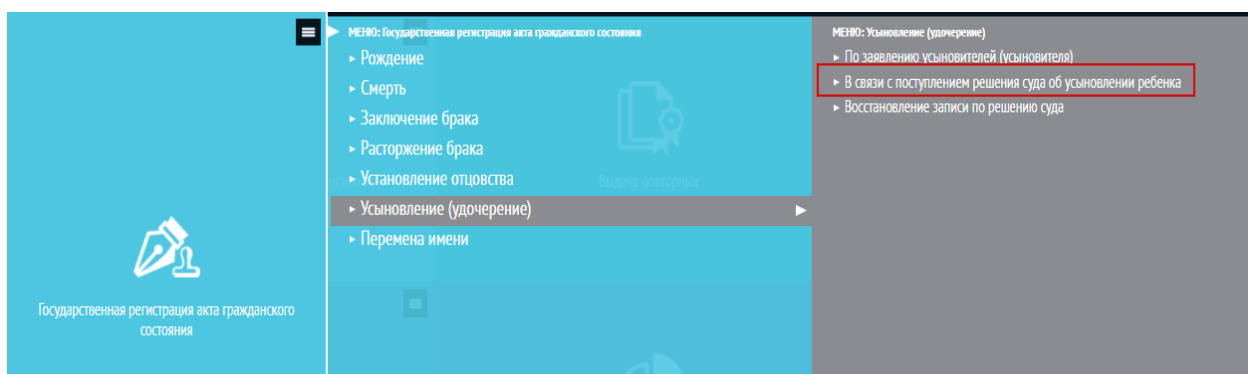 МЕНЮ: Государственная регистрация акта гражданского состояния
▸ Рождение
▸ Смерть
▸ Заключение брака
▸ Расторжение брака
▸ Установление отцовства
▸ Усыновление (удочерение)
▸ Перемена имени
Выдача повторных
МЕНЮ: Усыновление (удочерение)
▸ По заявлению усыновителей (усыновителя)
▸ В связи с поступлением решения суда об усыновлении ребенка
▸ Восстановление записи по решению суда
Государственная регистрация акта гражданского
состояния